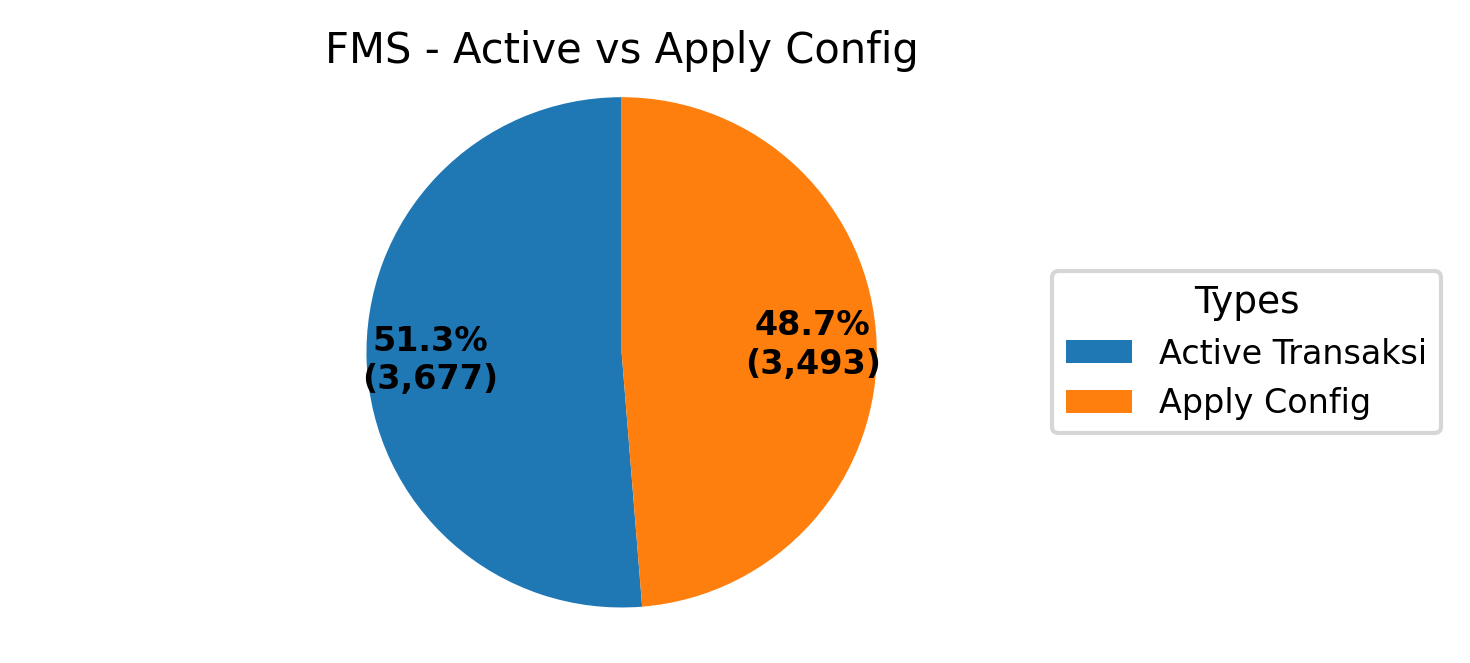 FMS - Active vs Apply Config
51.3%
(3,677)
48.7%
(3,493)
Types
Active Transaksi
Apply Config